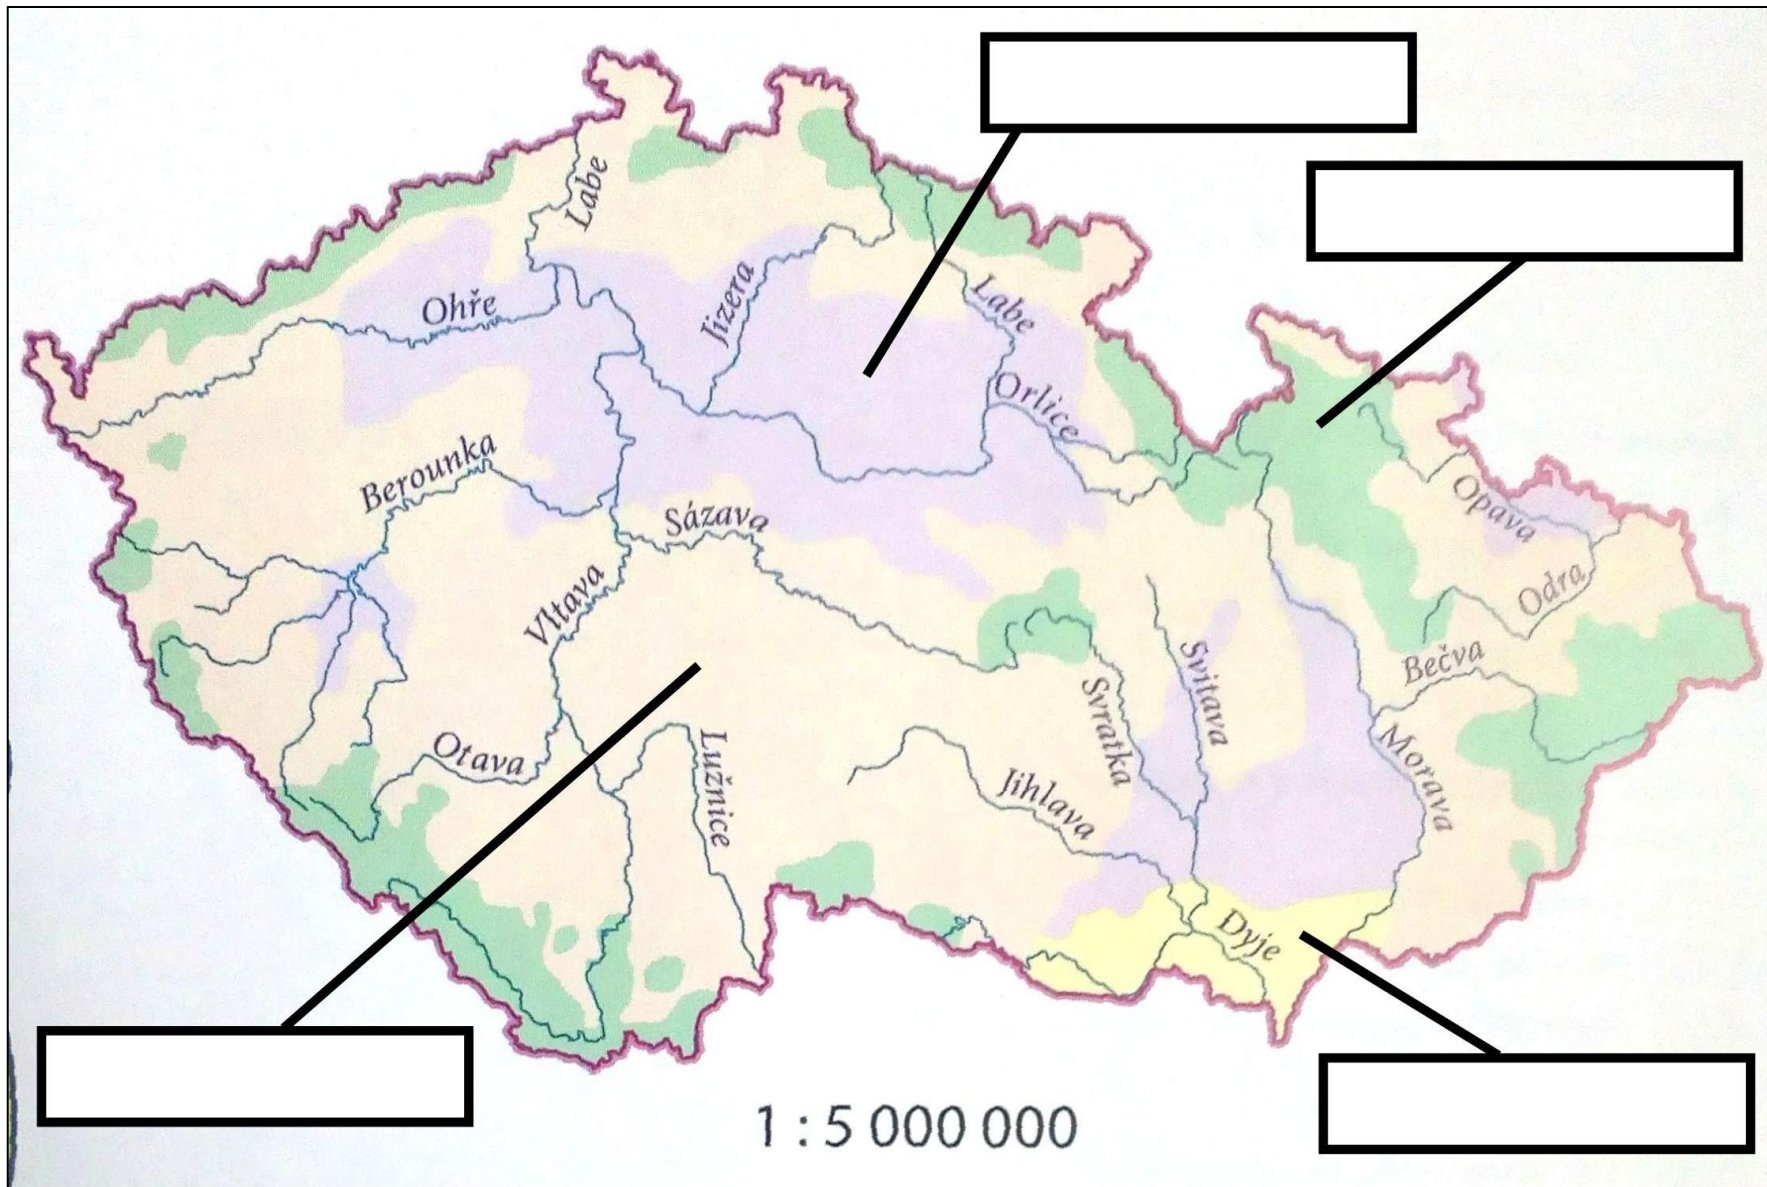 Labe
Ohře
Jizera
Labe
Orlice
Berounka
Sázava
Opava
Vltava
Odra
Svitava
Bečva
Svratka
Otava
Lužnice
Jihlava
Morava
Dyje
1 : 5 000 000